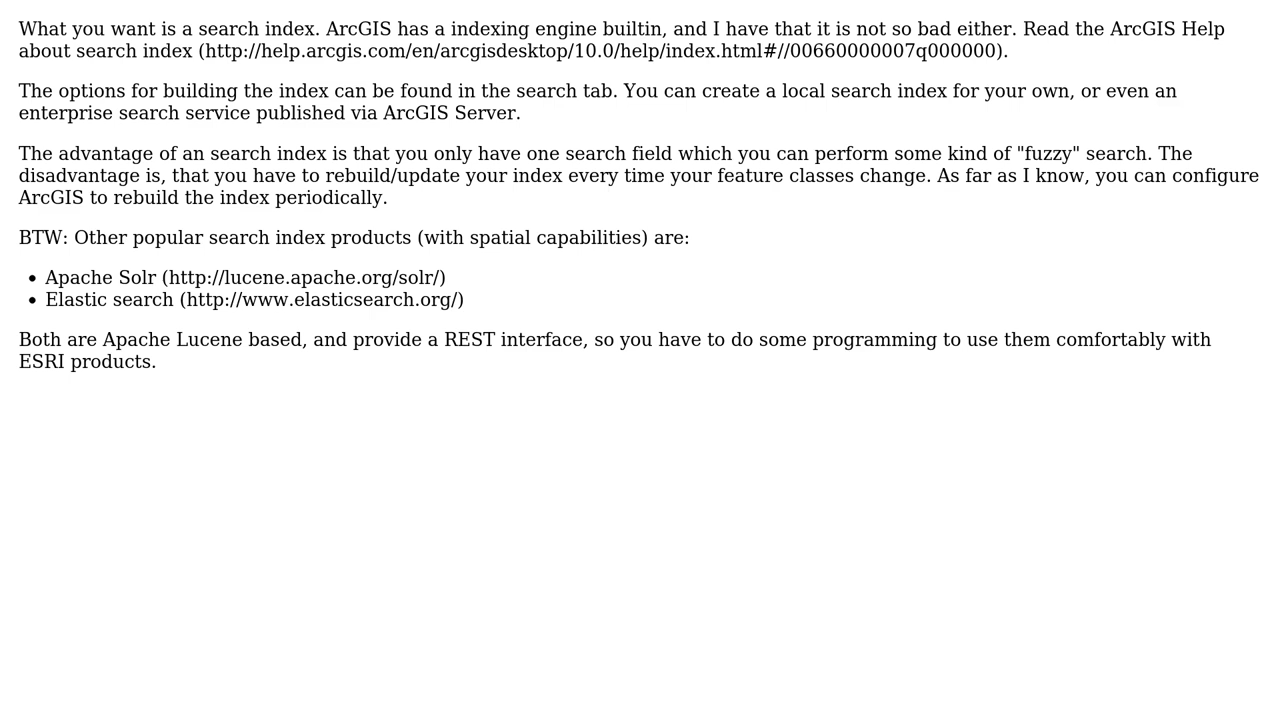 What you want is a search index. ArcGIS has a indexing engine builtin, and I have that it is not so bad either. Read the ArcGIS Help
about search index (http://help.arcgis.com/en/arcgisdesktop/10.0/help/index.html#//00660000007q000000).
The options for building the index can be found in the search tab. You can create a local search index for your own, or even an
enterprise search service published via ArcGIS Server.
The advantage of an search index is that you only have one search field which you can perform some kind of "fuzzy" search. The
disadvantage is, that you have to rebuild/update your index every time your feature classes change. As far as I know, you can configure
ArcGIS to rebuild the index periodically.
BTW: Other popular search index products (with spatial capabilities) are:
• Apache Solr (http://lucene.apache.org/solr/)
• Elastic search (http://www.elasticsearch.org/)
Both are Apache Lucene based, and provide a REST interface, so you have to do some programming to use them comfortably with
ESRI products.